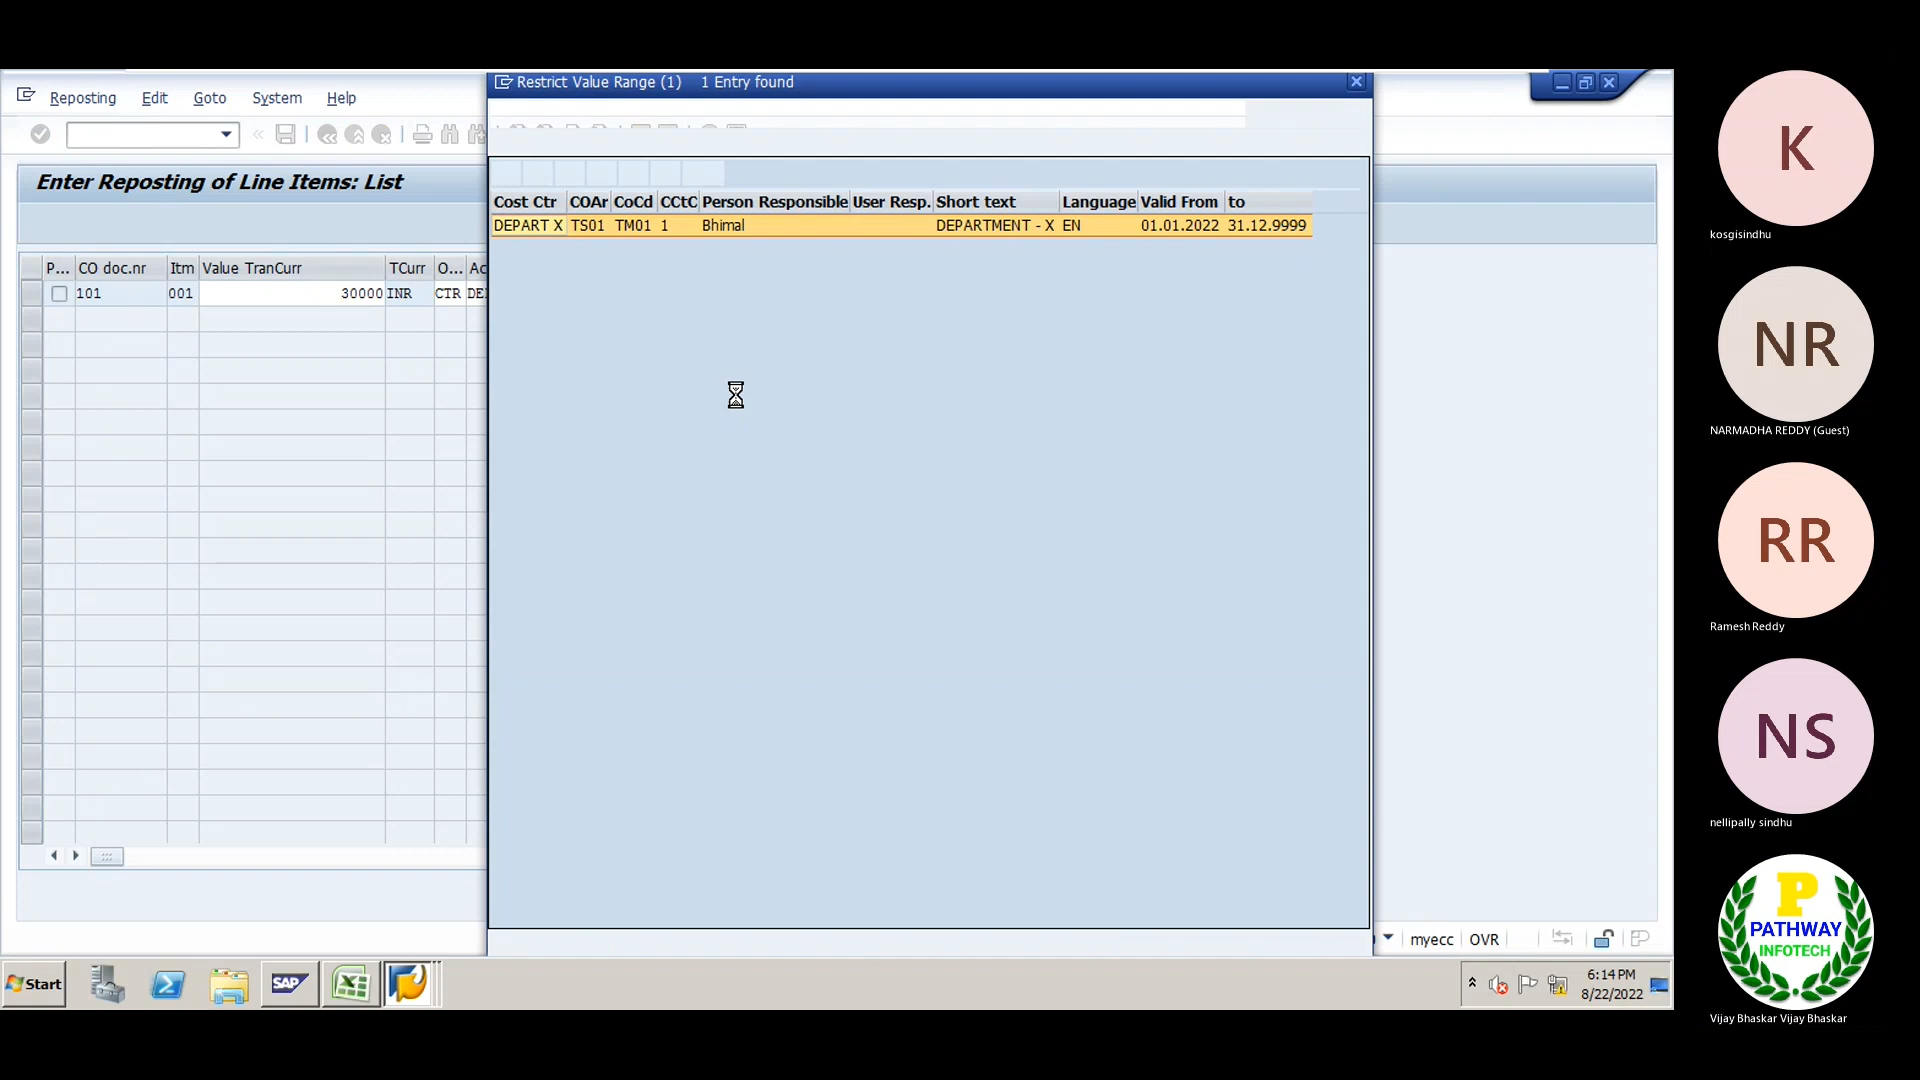 Restrict Value Range (1) 1 Entry found
Reporting Edit Goto System Help
Enter Reposting of Line Items: List
Cost Ctr COAr CoCd CCtC Person Responsible User Resp. Short text Language Valid From to
DEPART X TS01 TM01 1 Bhimal DEPARTMENT - X EN 01.01.2022 31.12.9999
P... CO doc.nr Itm Value TranCurr TCurr O... Ac
101 001 30000 INR CTR DE
myecc OVR
Start
SAP
6:14 PM
8/22/2022
K
kosgisindhu
NR
NARMADHA REDDY (Guest)
RR
Ramesh Reddy
NS
nellipally sindhu
P
PATHWAY
INFOTECH
Vijay Bhaskar Vijay Bhaskar